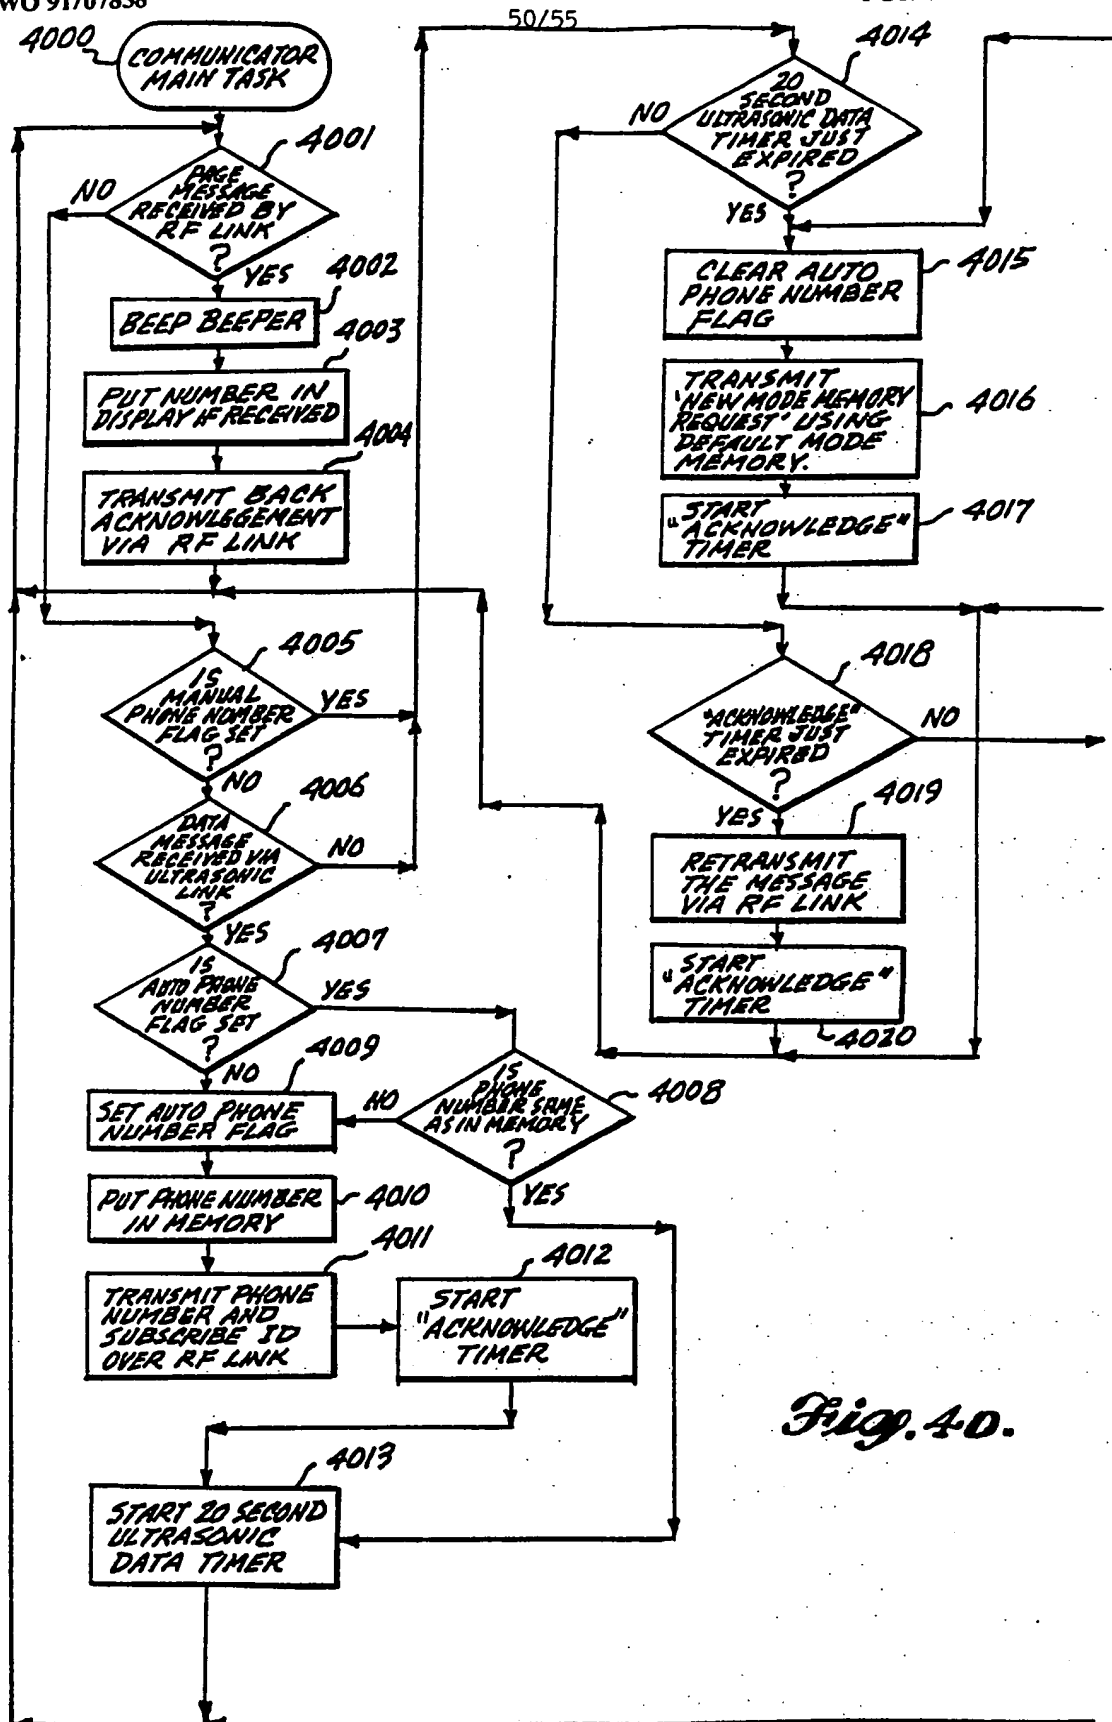 WO 91/07838
50/55
4000
COMMUNICATOR
MAIN TASK
4001
PAGE
MESSAGE
RECEIVED BY
RF LINK
?
NO
YES
4002
BEEP BEEPER
4003
PUT NUMBER IN
DISPLAY IF RECEIVED
4004
TRANSMIT BACK
ACKNOWLEGEMENT
VIA RF LINK
4005
IS
MANUAL
PHONE NUMBER
FLAG SET
?
YES
NO
4006
DATA
MESSAGE
RECEIVED VIA
ULTRASONIC
LINK
?
NO
YES
4007
IS
AUTO PHONE
NUMBER
FLAG SET
?
YES
NO
4008
IS
PHONE
NUMBER SAME
AS IN MEMORY
?
NO
YES
4009
SET AUTO PHONE
NUMBER FLAG
4010
PUT PHONE NUMBER
IN MEMORY
4011
TRANSMIT PHONE
NUMBER AND
SUBSCRIBE ID
OVER RF LINK
4012
START
"ACKNOWLEDGE"
TIMER
4013
START 20 SECOND
ULTRASONIC
DATA TIMER
4014
20
SECOND
ULTRASONIC DATA
TIMER JUST
EXPIRED
?
NO
YES
4015
CLEAR AUTO
PHONE NUMBER
FLAG
4016
TRANSMIT
'NEW MODE MEMORY
REQUEST' USING
DEFAULT MODE
MEMORY.
4017
"START
ACKNOWLEDGE"
TIMER
4018
"ACKNOWLEDGE"
TIMER JUST
EXPIRED
?
NO
YES
4019
RETRANSMIT
THE MESSAGE
VIA RF LINK
4020
"START
"ACKNOWLEDGE"
TIMER
Fig. 40.